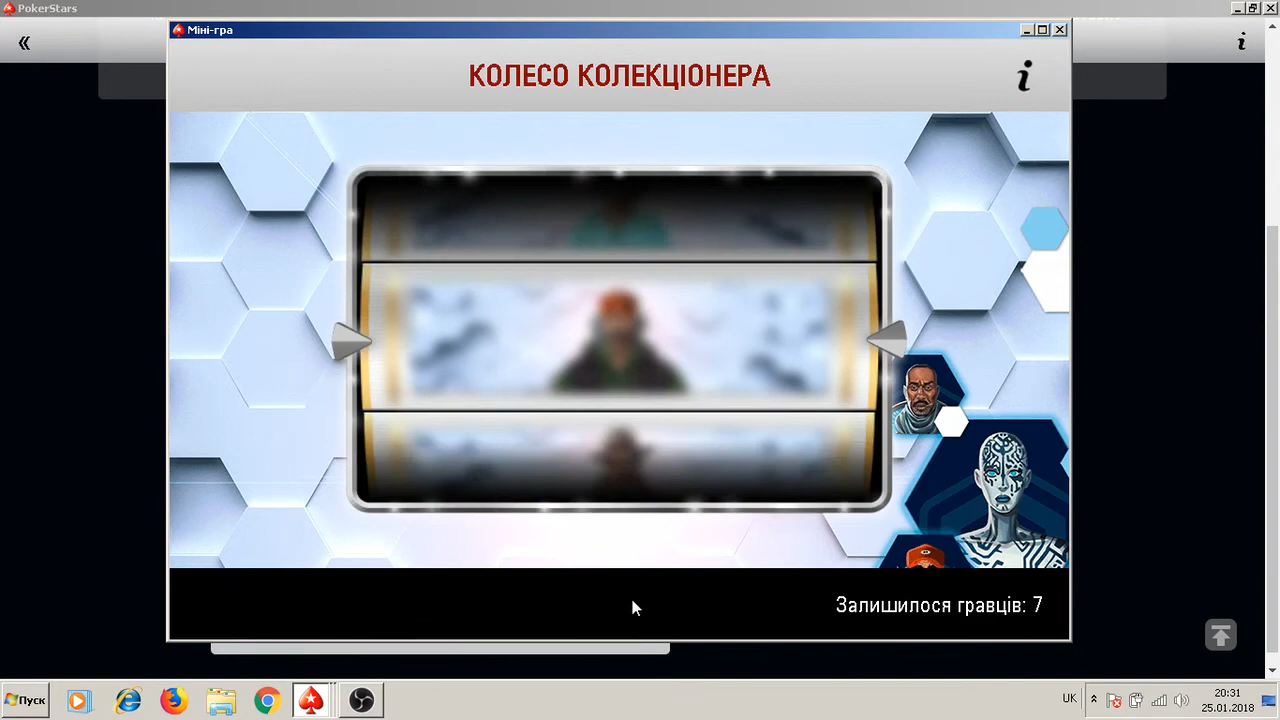 PokerStars
Міні-гра
«
i
КОЛЕСО КОЛЕКЦІОНЕРА
i
Залишилося гравців: 7
Пуск
UK
20:31
25.01.2018